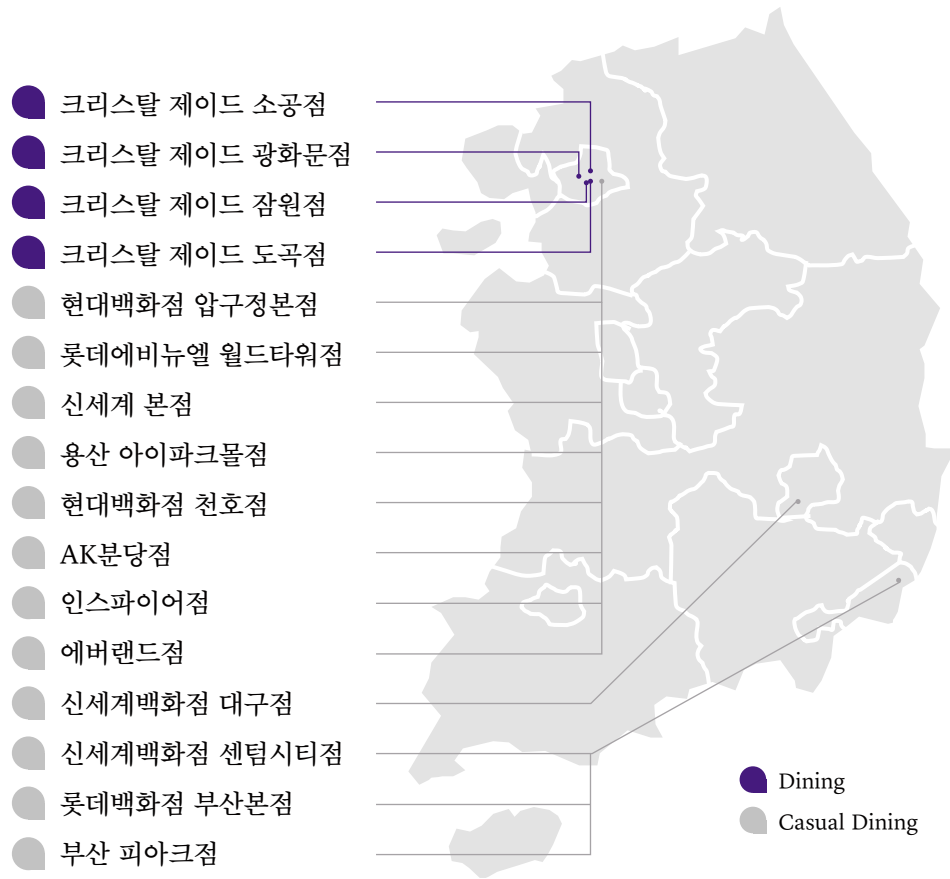 크리스탈 제이드 소공점
크리스탈 제이드 광화문점
크리스탈 제이드 잠원점
크리스탈 제이드 도곡점
현대백화점 압구정본점
롯데에비뉴엘 월드타워점
신세계 본점
용산 아이파크몰점
현대백화점 천호점
AK분당점
인스파이어점
에버랜드점
신세계백화점 대구점
신세계백화점 센텀시티점
롯데백화점 부산본점
부산 피아크점
Dining
Casual Dining